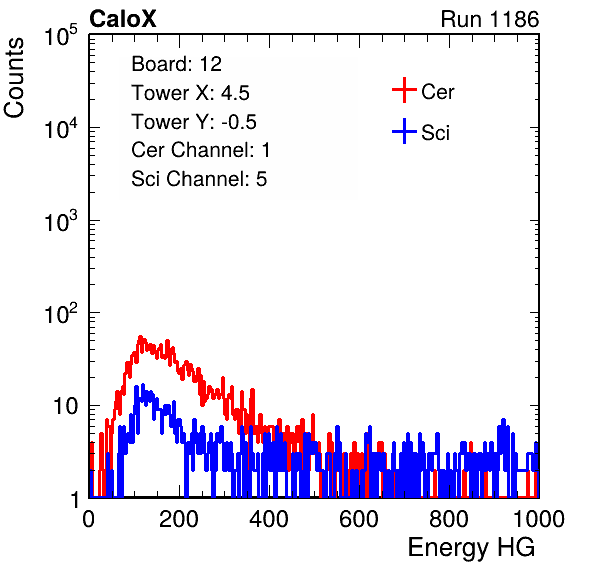 CaloX Run 1186
Counts
10^5
10^4
10^3
10^2
10
1
Board: 12
Tower X: 4.5
Tower Y: -0.5
Cer Channel: 1
Sci Channel: 5
Cer
Sci
0 200 400 600 800 1000
Energy HG